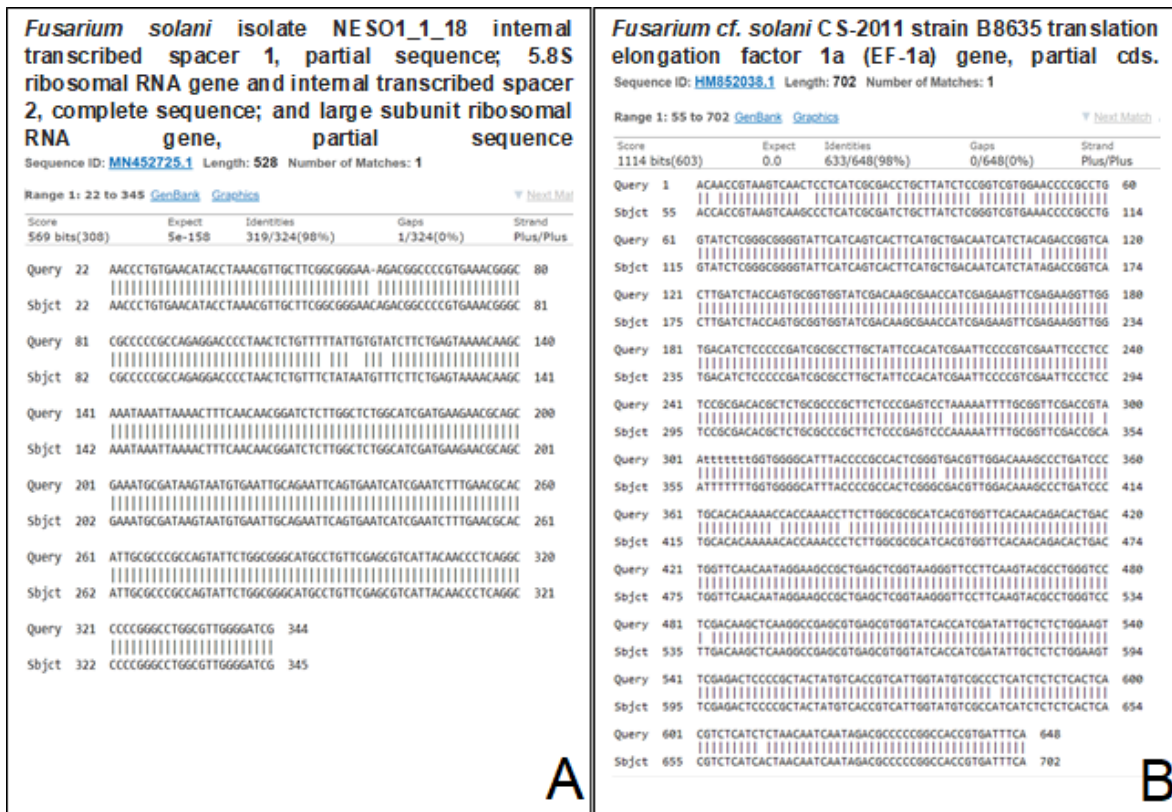 Fusarium solani isolate NESO1_1_18 internal
transcribed spacer 1, partial sequence; 5.8S
ribosomal RNA gene and internal transcribed spacer
2, complete sequence; and large subunit ribosomal
RNA gene, partial sequence
Sequence ID: MN452725.1 Length: 528 Number of Matches: 1
Range 1: 22 to 345 GenBank Graphics Next Mat
Score Expect Identities Gaps Strand
569 bits(308) 5e-158 319/324(98%) 1/324(0%) Plus/Plus
Query 22 AACCCTGTGAACATACCTAAACGTTGCTTCGGCGGGAA-AGACGGCCCCGTGAAACGGGC 80
Sbjct 22 AACCCTGTGAACATACCTAAACGTTGCTTCGGCGGGAACAGACGGCCCCGTGAAACGGGC 81
Query 81 CGCCCCCGCCAGAGGACCCCTAACTCTGTTTTTATTGTGTATCTTCTGAGTAAAACAAGC 140
Sbjct 82 CGCCCCCGCCAGAGGACCCCTAACTCTGTTTCTATAATGTTTCTTCTGAGTAAAACAAGC 141
Query 141 AAATAAATTAAAACTTTCAACAACGGATCTCTTGGCTCTGGCATCGATGAAGAACGCAGC 200
Sbjct 142 AAATAAATTAAAACTTTCAACAACGGATCTCTTGGCTCTGGCATCGATGAAGAACGCAGC 201
Query 201 GAAATGCGATAAGTAATGTGAATTGCAGAATTCAGTGAATCATCGAATCTTTGAACGCAC 260
Sbjct 202 GAAATGCGATAAGTAATGTGAATTGCAGAATTCAGTGAATCATCGAATCTTTGAACGCAC 261
Query 261 ATTGCGCCCGCCAGTATTCTGGCGGGCATGCCTGTTCGAGCGTCATTACAACCCTCAGGC 320
Sbjct 262 ATTGCGCCCGCCAGTATTCTGGCGGGCATGCCTGTTCGAGCGTCATTACAACCCTCAGGC 321
Query 321 CCCCGGGCCTGGCGTTGGGGATCG 344
Sbjct 322 CCCCGGGCCTGGCGTTGGGGATCG 345
A
Fusarium cf. solani CS-2011 strain B8635 translation
elongation factor 1a (EF-1a) gene, partial cds.
Sequence ID: HM852038.1 Length: 702 Number of Matches: 1
Range 1: 55 to 702 GenBank Graphics Next Match
Score Expect Identities Gaps Strand
1114 bits(603) 0.0 633/648(98%) 0/648(0%) Plus/Plus
Query 1 ACAACCGTAAGTCAACTCCTCATCGCGACCTGCTTATCTCCGGTCGTGGAACCCCGCCTG 60
Sbjct 55 ACCACCGTAAGTCAAGCCCTCATCGCGATCTGCTTATCTCGGGTCGTGAAACCCCGCCTG 114
Query 61 GTATCTCGGGCGGGGTATTCATCAGTCACTTCATGCTGACAATCATCTACAGACCGGTCA 120
Sbjct 115 GTATCTCGGGCGGGGTATTCATCAGTCACTTCATGCTGACAATCATCTATAGACCGGTCA 174
Query 121 CTTGATCTACCAGTGCGGTGGTATCGACAAGCGAACCATCGAGAAGTTCGAGAAGGTTGG 180
Sbjct 175 CTTGATCTACCAGTGCGGTGGTATCGACAAGCGAACCATCGAGAAGTTCGAGAAGGTTGG 234
Query 181 TGACATCTCCCCCGATCGCGCCTTGCTATTCCACATCGAATTCCCCGTCGAATTCCCTCC 240
Sbjct 235 TGACATCTCCCCCGATCGCGCCTTGCTATTCCACATCGAATTCCCCGTCGAATTCCCTCC 294
Query 241 TCCGCGACACGCTCTGCGCCCGCTTCTCCCGAGTCCTAAAAATTTTGCGGTTCGACCGTA 300
Sbjct 295 TCCGCGACACGCTCTGCGCCCGCTTCTCCCGAGTCCCAAAAATTTTGCGGTTCGACCGCA 354
Query 301 AtttttttGGTGGGGCATTTACCCCGCCACTCGGGTGACGTTGGACAAAGCCCTGATCCC 360
Sbjct 355 ATTTTTTTGGTGGGGCATTTACCCCGCCACTCGGGCGACGTTGGACAAAGCCCTGATCCC 414
Query 361 TGCACACAAAAACCACCAAACCTTCTTGGCGCGCATCACGTGGTTCACAACAGACACTGAC 420
Sbjct 415 TGCACACAAAAACACCAAACCCTCTTGGCGCGCATCACGTGGTTCACAACAGACACTGAC 474
Query 421 TGGTTCAACAATAGGAAGCCGCTGAGCTCGGTAAGGGTTCCTTCAAGTACGCCTGGGTCC 480
Sbjct 475 TGGTTCAACAATAGGAAGCCGCTGAGCTCGGTAAGGGTTCCTTCAAGTACGCCTGGGTCC 534
Query 481 TCGACAAGCTCAAGGCCGAGCGTGAGCGTGGTATCACCATCGATATTGCTCTCTGGAAGT 540
Sbjct 535 TTGACAAGCTCAAGGCCGAGCGTGAGCGTGGTATCACCATCGATATTGCTCTCTGGAAGT 594
Query 541 TCGAGACTCCCCGCTACTATGTCACCGTCATTGGTATGTCGCCCTCATCTCTCTCACTCA 600
Sbjct 595 TCGAGACTCCCCGCTACTATGTCACCGTCATTGGTATGTCGCCATCATCTCTCTCACTCA 654
Query 601 CGTCTCATCTCTAACAATCAATAGACGCCCCCGGCCACCGTGATTTCA 648
Sbjct 655 CGTCTCATCACTAACAATCAATAGACGCCCCCGGCCACCGTGATTTCA 702
B